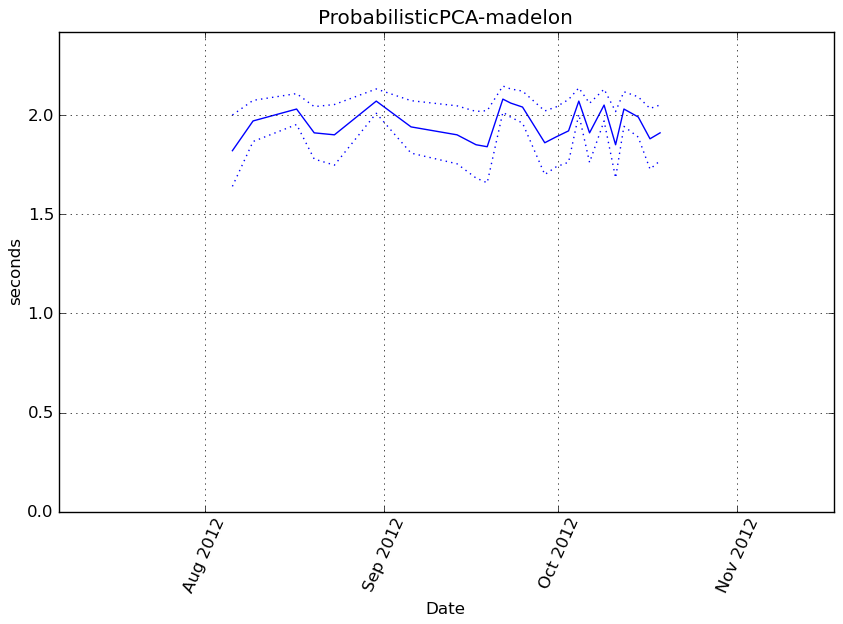 ProbabilisticPCA-madelon
2.0
1.5
1.0
0.5
0.0
seconds
Aug 2012
Sep 2012
Oct 2012
Nov 2012
Date